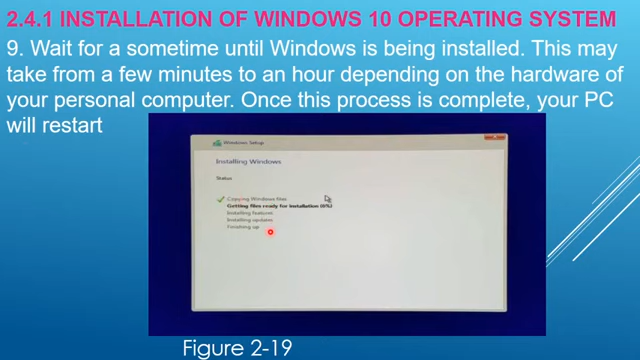 2.4.1 INSTALLATION OF WINDOWS 10 OPERATING SYSTEM
9. Wait for a sometime until Windows is being installed. This may
take from a few minutes to an hour depending on the hardware of
your personal computer. Once this process is complete, your PC
will restart
Windows Setup
Installing Windows
Status
Copying Windows files
Getting files ready for installation (0%)
Installing features
Installing updates
Finishing up
Figure 2-19